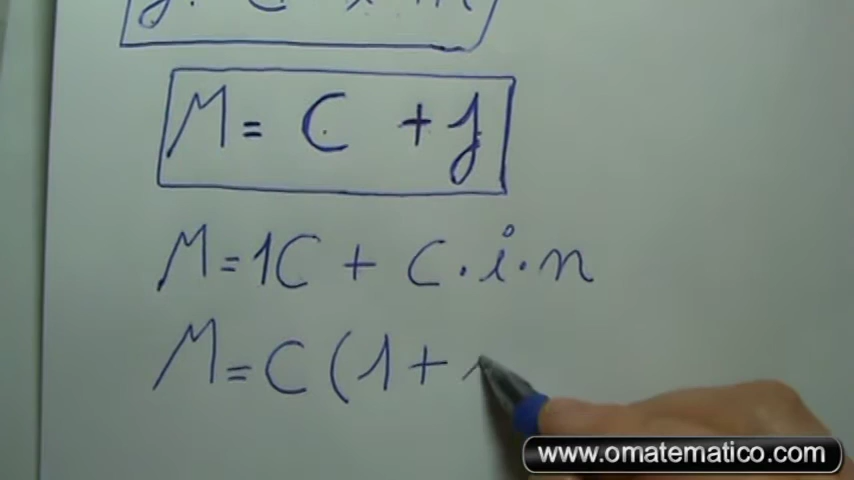 M = C + J
M = 1C + C . i . n
M = C ( 1 +
www.omatematico.com